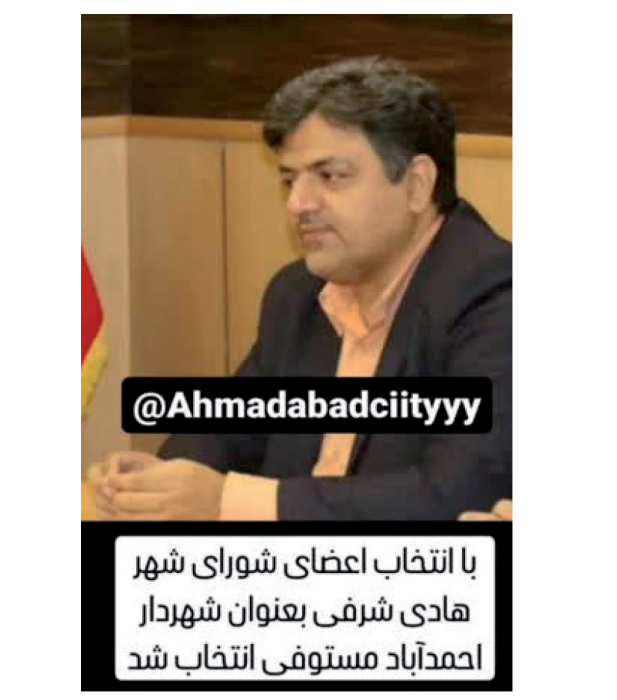 @Ahmadabadciityyy
با انتخاب اعضای شورای شهر
هادی شرفی بعنوان شهردار
احمدآباد مستوفی انتخاب شد